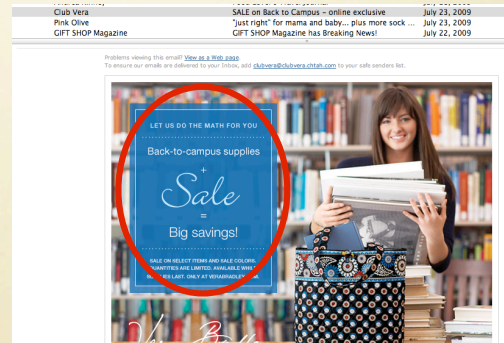 Club Vera SALE on Back to Campus – online exclusive July 23, 2009
Pink Olive "just right" for mama and baby... plus more sock ... July 23, 2009
GIFT SHOP Magazine GIFT SHOP Magazine has Breaking News! July 22, 2009
Problems viewing this email? View as a Web page.
To ensure our emails are delivered to your Inbox, add clubvera@clubvera.chtah.com to your safe senders list.
LET US DO THE MATH FOR YOU
Back-to-campus supplies
+
Sale
=
Big savings!
SALE ON SELECT ITEMS AND SALE COLORS.
QUANTITIES ARE LIMITED. AVAILABLE WHILE
LAST. ONLY AT
Vera